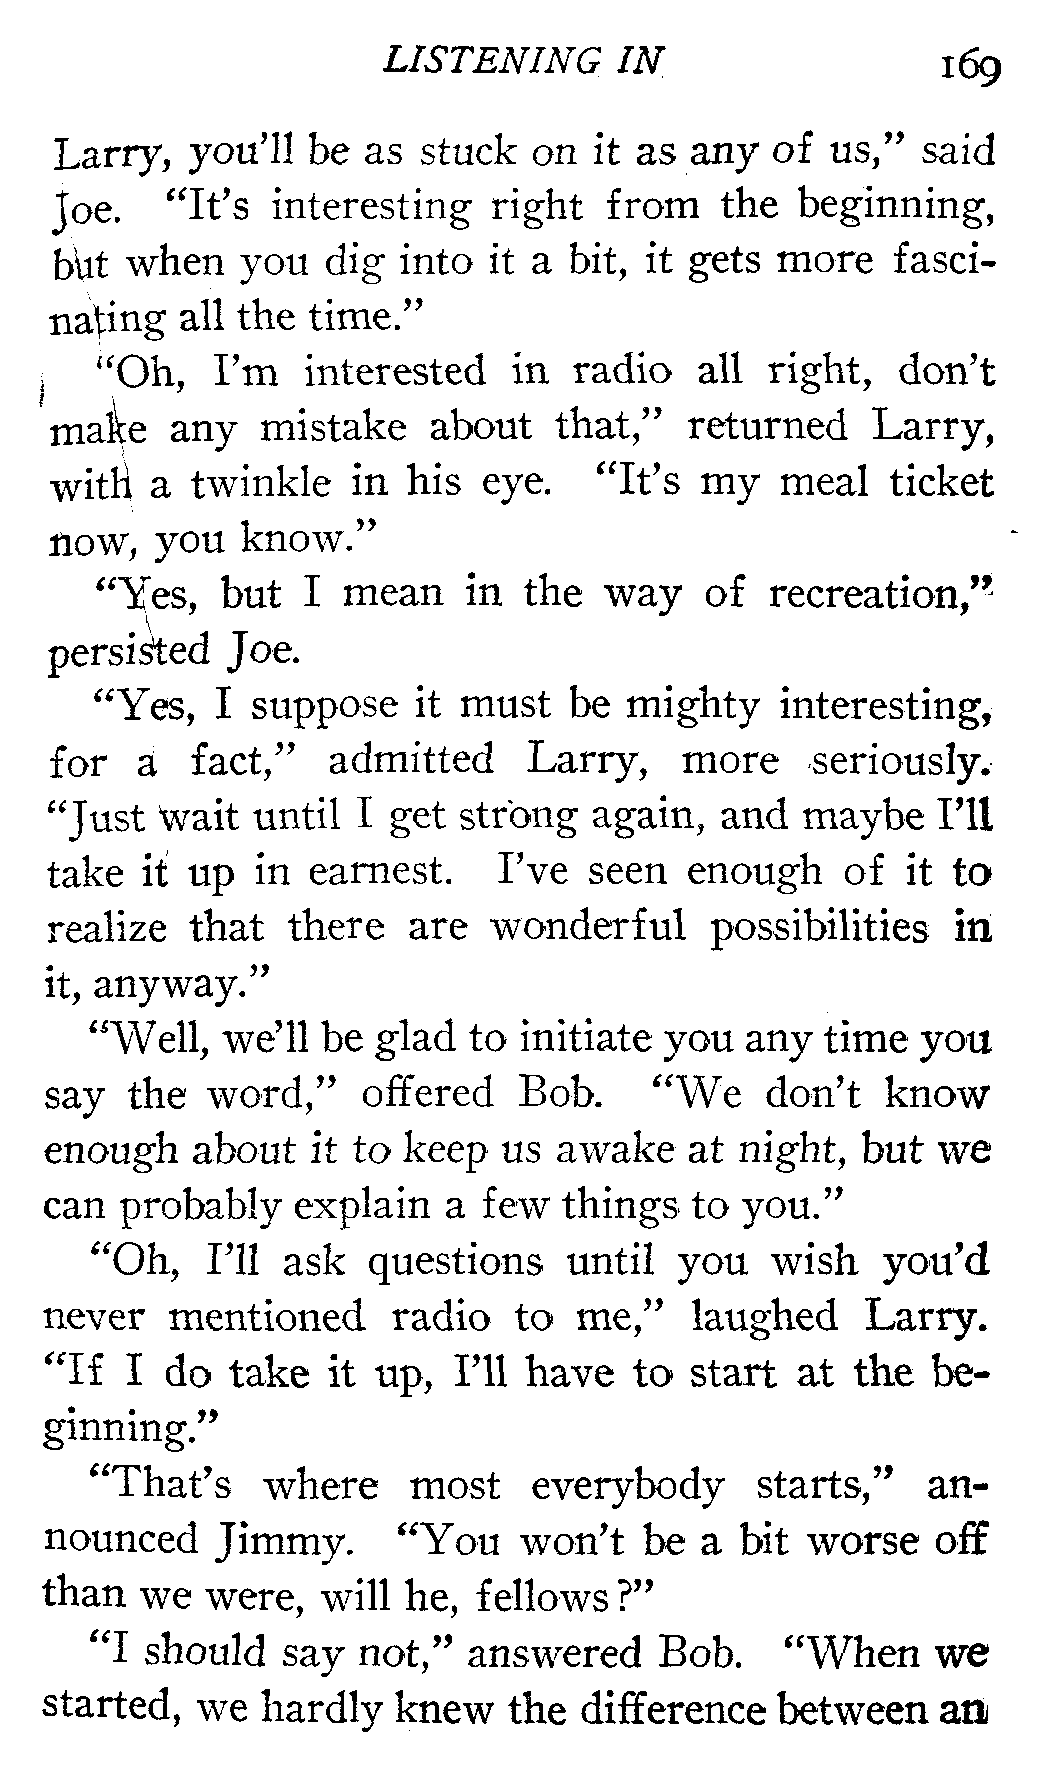 LISTENING IN 169
Larry, you'll be as stuck on it as any of us," said
Joe. "It's interesting right from the beginning,
but when you dig into it a bit, it gets more fasci-
nating all the time."
"Oh, I'm interested in radio all right, don't
make any mistake about that," returned Larry,
with a twinkle in his eye. "It's my meal ticket
now, you know."
"Yes, but I mean in the way of recreation,"
persisted Joe.
"Yes, I suppose it must be mighty interesting,
for a fact," admitted Larry, more seriously.
"Just wait until I get strong again, and maybe I'll
take it up in earnest. I've seen enough of it to
realize that there are wonderful possibilities in
it, anyway."
"Well, we'll be glad to initiate you any time you
say the word," offered Bob. "We don't know
enough about it to keep us awake at night, but we
can probably explain a few things to you."
"Oh, I'll ask questions until you wish you'd
never mentioned radio to me," laughed Larry.
"If I do take it up, I'll have to start at the be-
ginning."
"That's where most everybody starts," an-
nounced Jimmy. "You won't be a bit worse off
than we were, will he, fellows?"
"I should say not," answered Bob. "When we
started, we hardly knew the difference between an